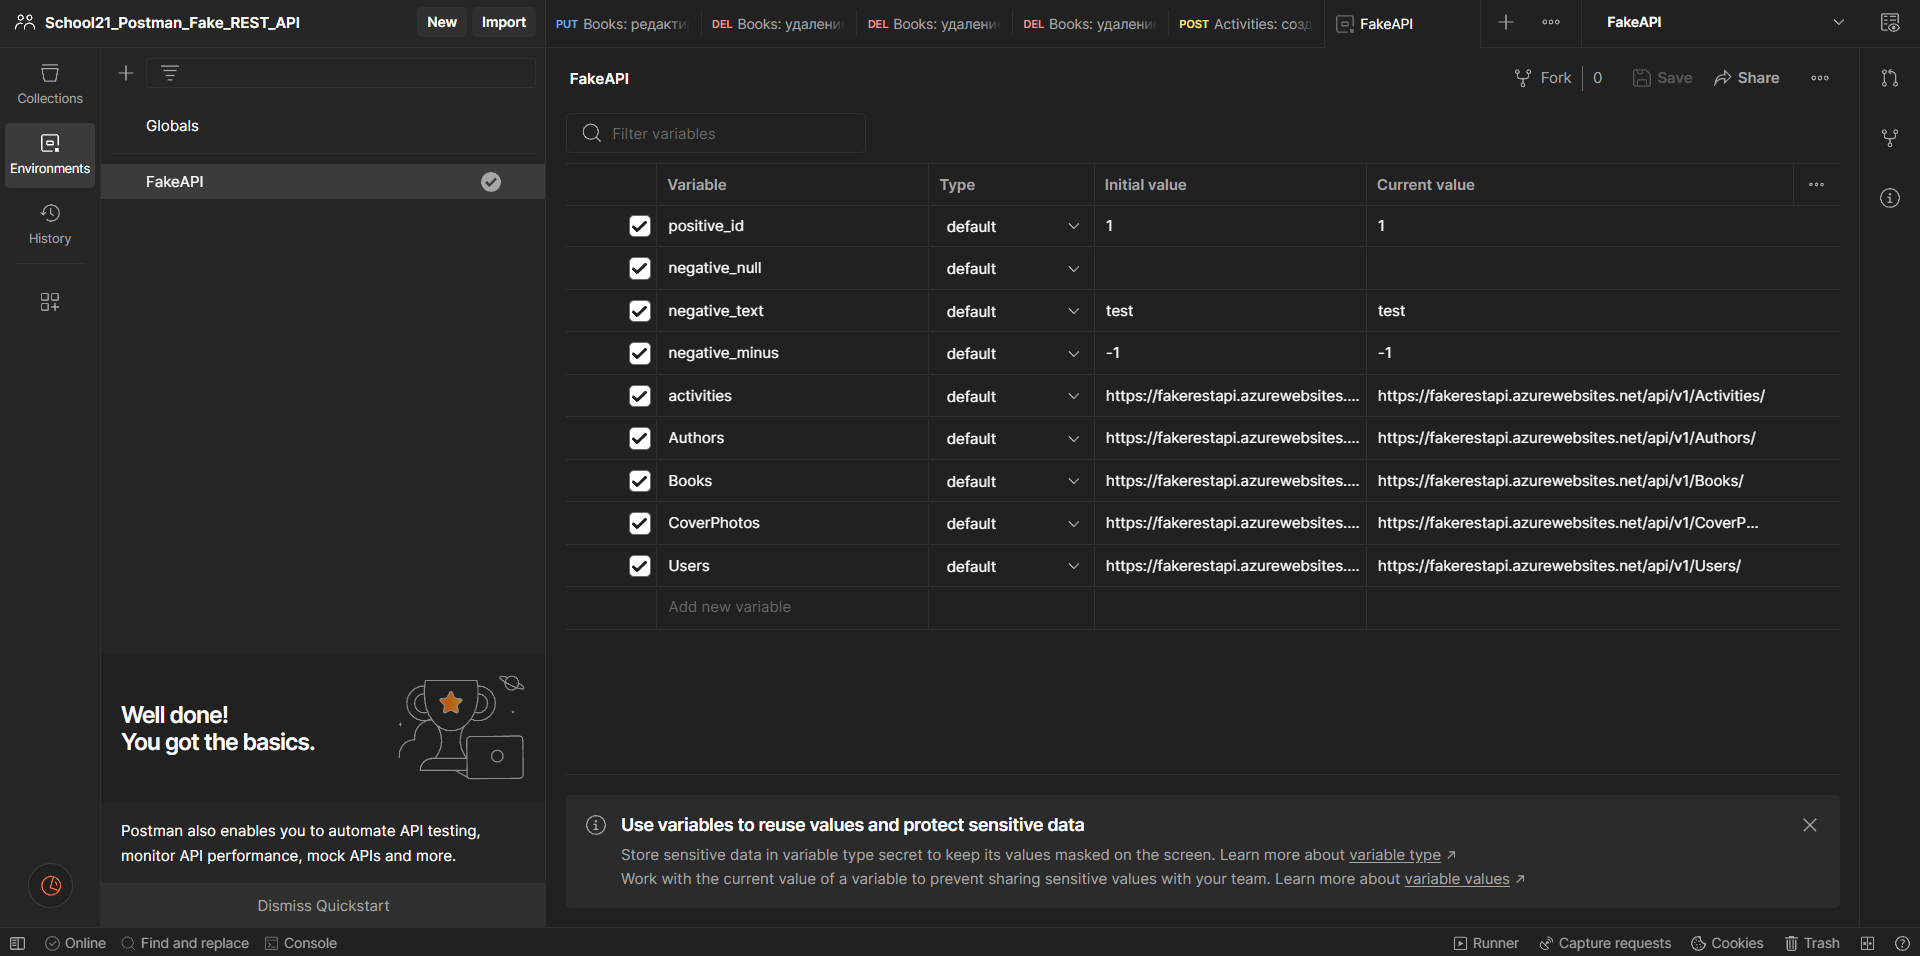 School21_Postman_Fake_REST_API
New
Import
PUT Books: редакти
DEL Books: удалени
DEL Books: удалени
DEL Books: удалени
POST Activities: созд
FakeAPI
FakeAPI
Collections
Environments
History
Globals
FakeAPI
FakeAPI
Fork
0
Save
Share
Filter variables
Variable Type Initial value Current value
positive_id default 1 1
negative_null default
negative_text default test test
negative_minus default -1 -1
activities default https://fakerestapi.azurewebsites.... https://fakerestapi.azurewebsites.net/api/v1/Activities/
Authors default https://fakerestapi.azurewebsites.... https://fakerestapi.azurewebsites.net/api/v1/Authors/
Books default https://fakerestapi.azurewebsites.... https://fakerestapi.azurewebsites.net/api/v1/Books/
CoverPhotos default https://fakerestapi.azurewebsites.... https://fakerestapi.azurewebsites.net/api/v1/CoverP...
Users default https://fakerestapi.azurewebsites.... https://fakerestapi.azurewebsites.net/api/v1/Users/
Add new variable
Well done!
You got the basics.
Postman also enables you to automate API testing,
monitor API performance, mock APIs and more.
Dismiss Quickstart
Use variables to reuse values and protect sensitive data
Store sensitive data in variable type secret to keep its values masked on the screen. Learn more about variable type ↗
Work with the current value of a variable to prevent sharing sensitive values with your team. Learn more about variable values ↗
Online
Find and replace
Console
Runner
Capture requests
Cookies
Trash